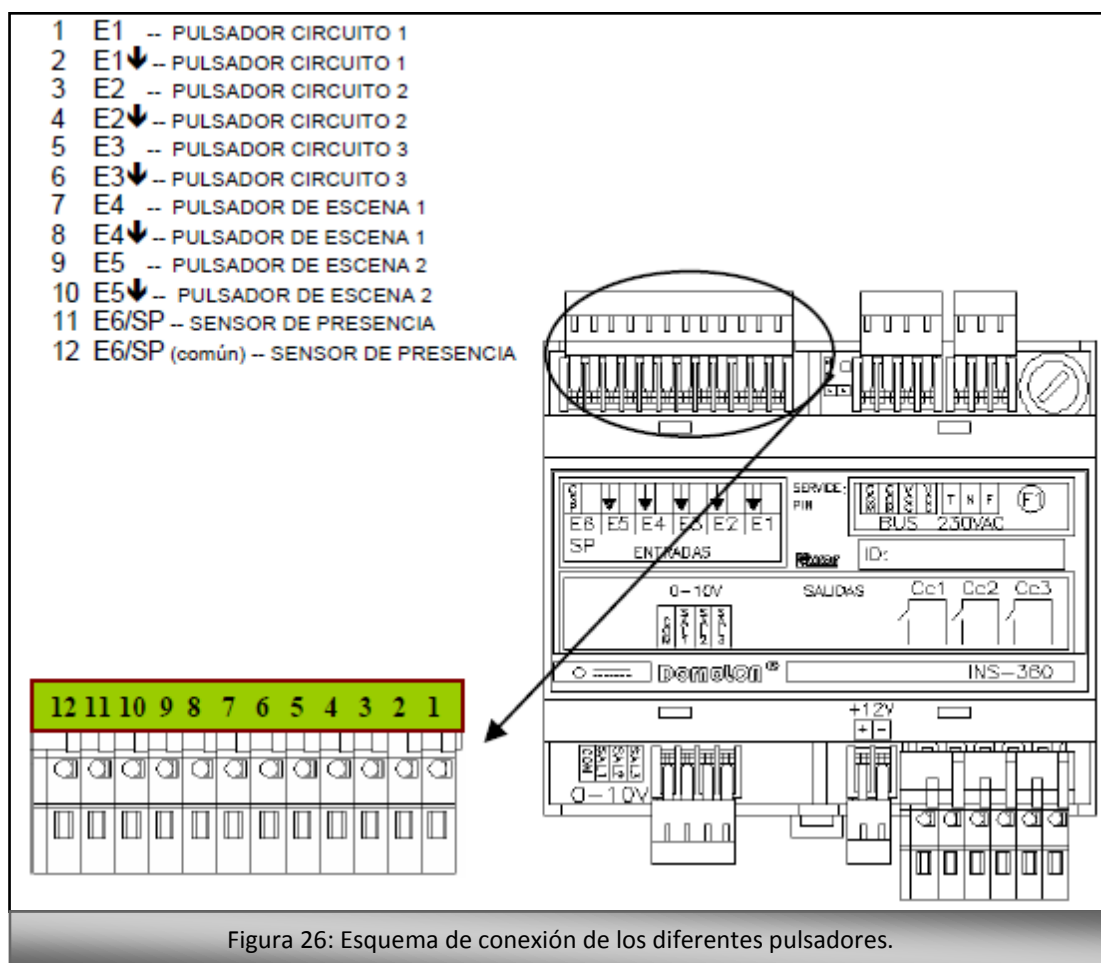 1 E1 -- PULSADOR CIRCUITO 1
2 E1🡇 -- PULSADOR CIRCUITO 1
3 E2 -- PULSADOR CIRCUITO 2
4 E2🡇 -- PULSADOR CIRCUITO 2
5 E3 -- PULSADOR CIRCUITO 3
6 E3🡇 -- PULSADOR CIRCUITO 3
7 E4 -- PULSADOR DE ESCENA 1
8 E4🡇 -- PULSADOR DE ESCENA 1
9 E5 -- PULSADOR DE ESCENA 2
10 E5🡇 -- PULSADOR DE ESCENA 2
11 E6/SP -- SENSOR DE PRESENCIA
12 E6/SP (común) -- SENSOR DE PRESENCIA
SERVICE:
PIN
T N F F1
BUS 230VAC
E6 E5 E4 E3 E2 E1
SP ENTRADAS
ID:
0-10V SALIDAS Cc1 Cc2 Cc3
Domolon® INS-360
12 11 10 9 8 7 6 5 4 3 2 1
+12V
+ -
COM SAL1 SAL2 SAL3
0-10V
Figura 26: Esquema de conexión de los diferentes pulsadores.